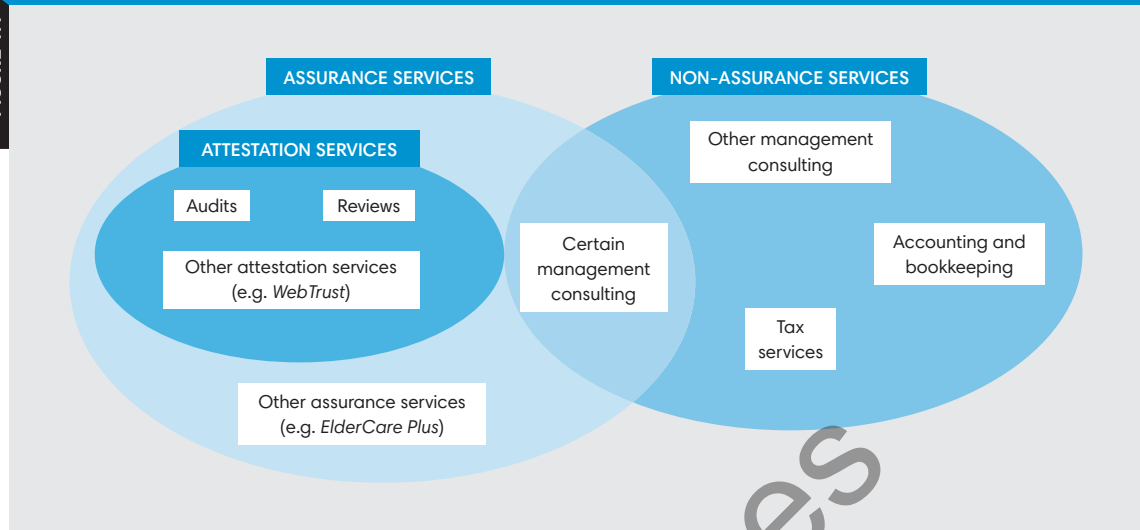 ASSURANCE SERVICES
NON-ASSURANCE SERVICES
ATTESTATION SERVICES
Audits
Reviews
Other attestation services
(e.g. WebTrust)
Other assurance services
(e.g. ElderCare Plus)
Certain
management
consulting
Other management
consulting
Accounting and
bookkeeping
Tax
services
es